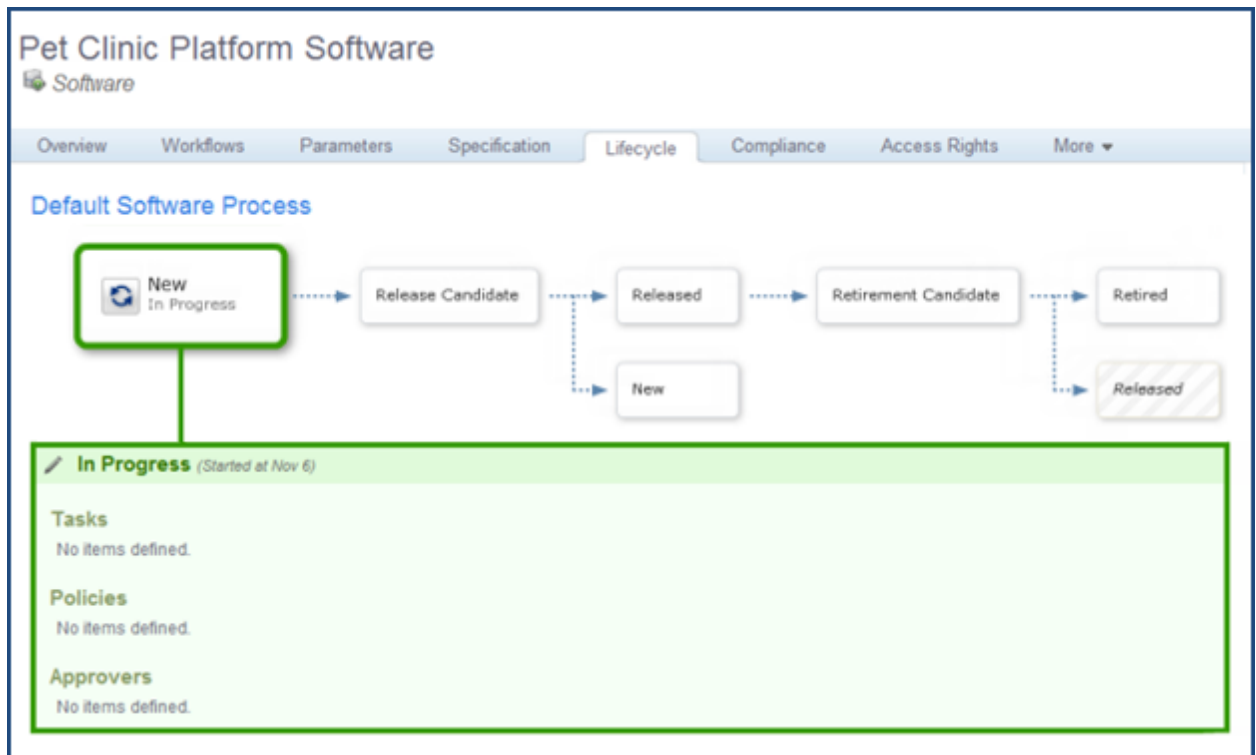 Pet Clinic Platform Software
Software
Overview Workflows Parameters Specification Lifecycle Compliance Access Rights More
Default Software Process
New
In Progress
Release Candidate
Released
Retirement Candidate
Retired
New
Released
In Progress (Started at Nov 6)
Tasks
No items defined.
Policies
No items defined.
Approvers
No items defined.